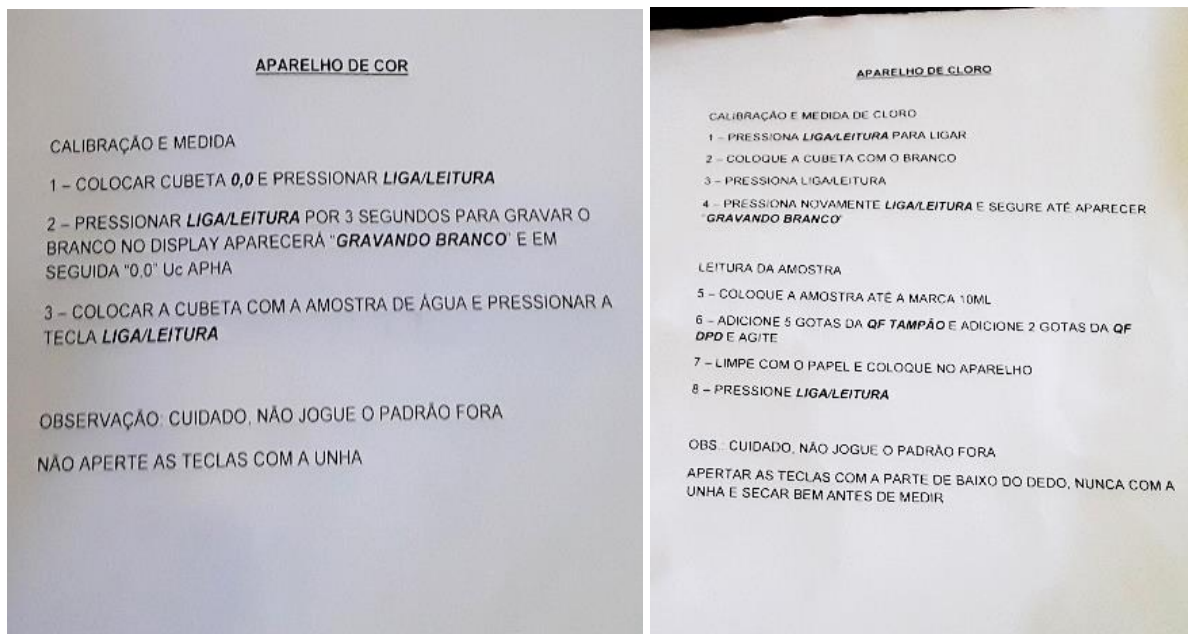 APARELHO DE COR
CALIBRAÇÃO E MEDIDA
1 – COLOCAR CUBETA 0,0 E PRESSIONAR LIGA/LEITURA
2 – PRESSIONAR LIGA/LEITURA POR 3 SEGUNDOS PARA GRAVAR O
BRANCO NO DISPLAY APARECERÁ "GRAVANDO BRANCO" E EM
SEGUIDA "0,0" Uc APHA
3 – COLOCAR A CUBETA COM A AMOSTRA DE ÁGUA E PRESSIONAR A
TECLA LIGA/LEITURA
OBSERVAÇÃO: CUIDADO, NÃO JOGUE O PADRÃO FORA
NÃO APERTE AS TECLAS COM A UNHA
APARELHO DE CLORO
CALIBRAÇÃO E MEDIDA DE CLORO
1 – PRESSIONA LIGA/LEITURA PARA LIGAR
2 – COLOQUE A CUBETA COM O BRANCO
3 – PRESSIONA LIGA/LEITURA
4 – PRESSIONA NOVAMENTE LIGA/LEITURA E SEGURE ATÉ APARECER
"GRAVANDO BRANCO"
LEITURA DA AMOSTRA
5 – COLOQUE A AMOSTRA ATÉ A MARCA 10ML
6 – ADICIONE 5 GOTAS DA QF TAMPÃO E ADICIONE 2 GOTAS DA QF
DPD E AGITE
7 – LIMPE COM O PAPEL E COLOQUE NO APARELHO
8 – PRESSIONE LIGA/LEITURA
OBS.: CUIDADO, NÃO JOGUE O PADRÃO FORA
APERTAR AS TECLAS COM A PARTE DE BAIXO DO DEDO, NUNCA COM A
UNHA E SECAR BEM ANTES DE MEDIR